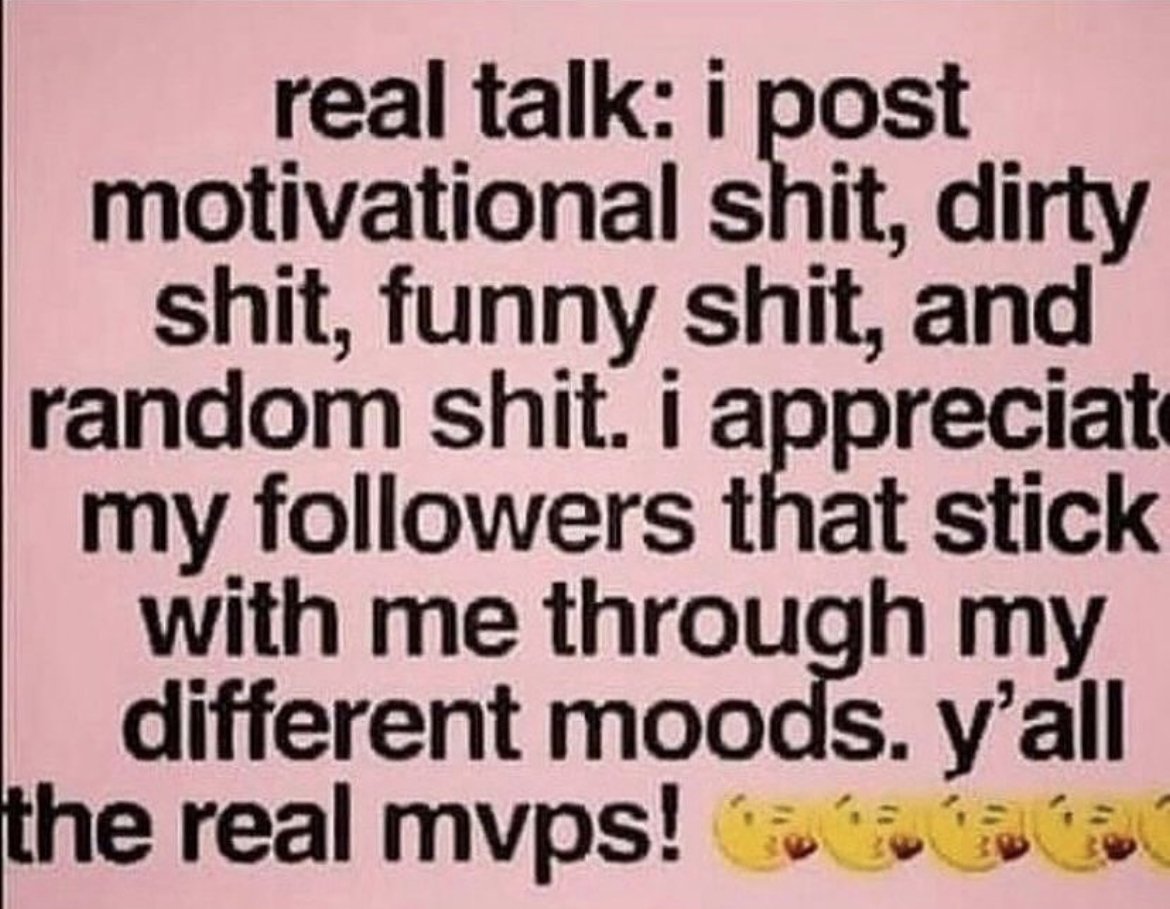 real talk: i post
motivational shit, dirty
shit, funny shit, and
random shit. i appreciate
my followers that stick
with me through my
different moods. y’all
the real mvps! 😘😘😘😘😘